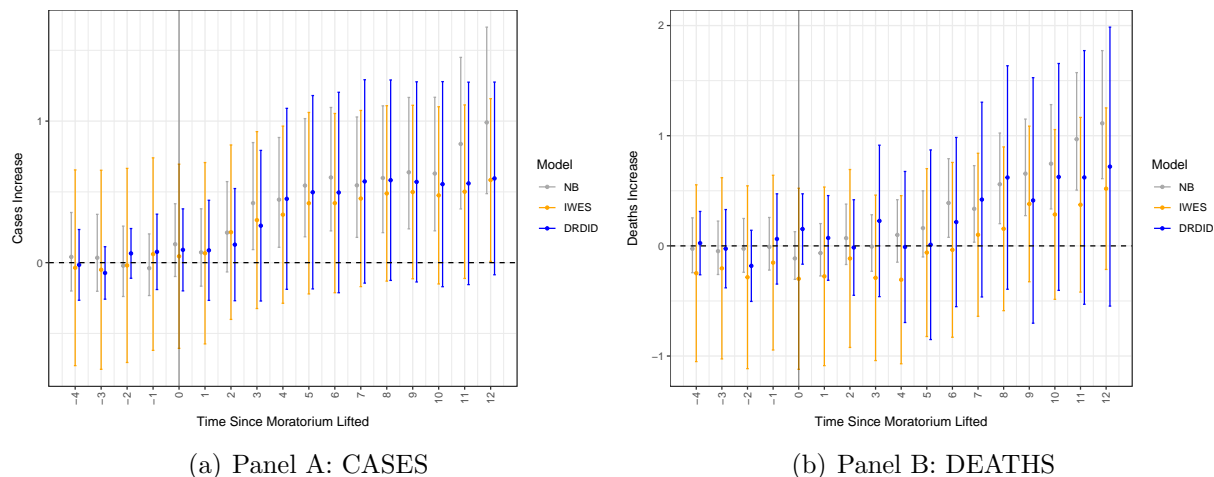 1
0
Cases Increase
−4 −3 −2 −1 0 1 2 3 4 5 6 7 8 9 10 11 12
Time Since Moratorium Lifted
Model
NB
IWES
DRDID
(a) Panel A: CASES
2
1
0
−1
Deaths Increase
−4 −3 −2 −1 0 1 2 3 4 5 6 7 8 9 10 11 12
Time Since Moratorium Lifted
Model
NB
IWES
DRDID
(b) Panel B: DEATHS